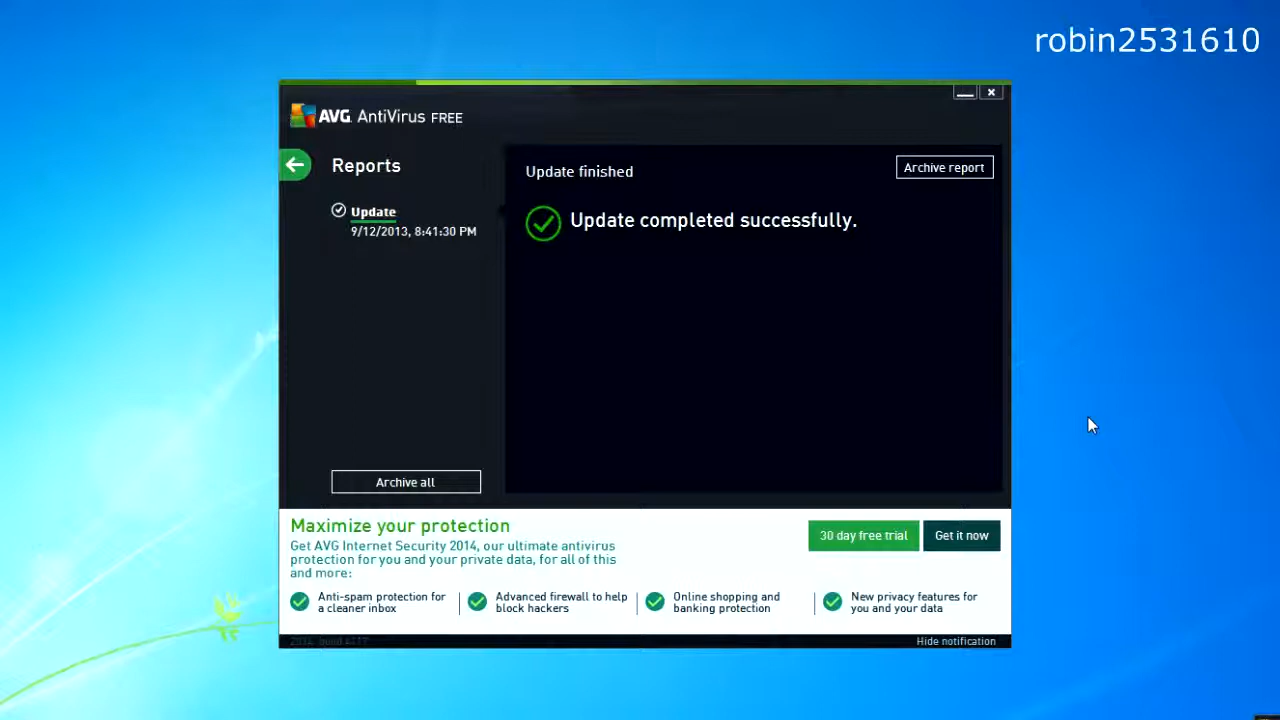 robin2531610
AVG. AntiVirus FREE
Reports
Update finished
Archive report
Update
9/12/2013, 8:41:30 PM
Update completed successfully.
Archive all
Maximize your protection
Get AVG Internet Security 2014, our ultimate antivirus
protection for you and your private data, for all of this
and more:
30 day free trial
Get it now
Anti-spam protection for
a cleaner inbox
Advanced firewall to help
block hackers
Online shopping and
banking protection
New privacy features for
you and your data
Hide notification